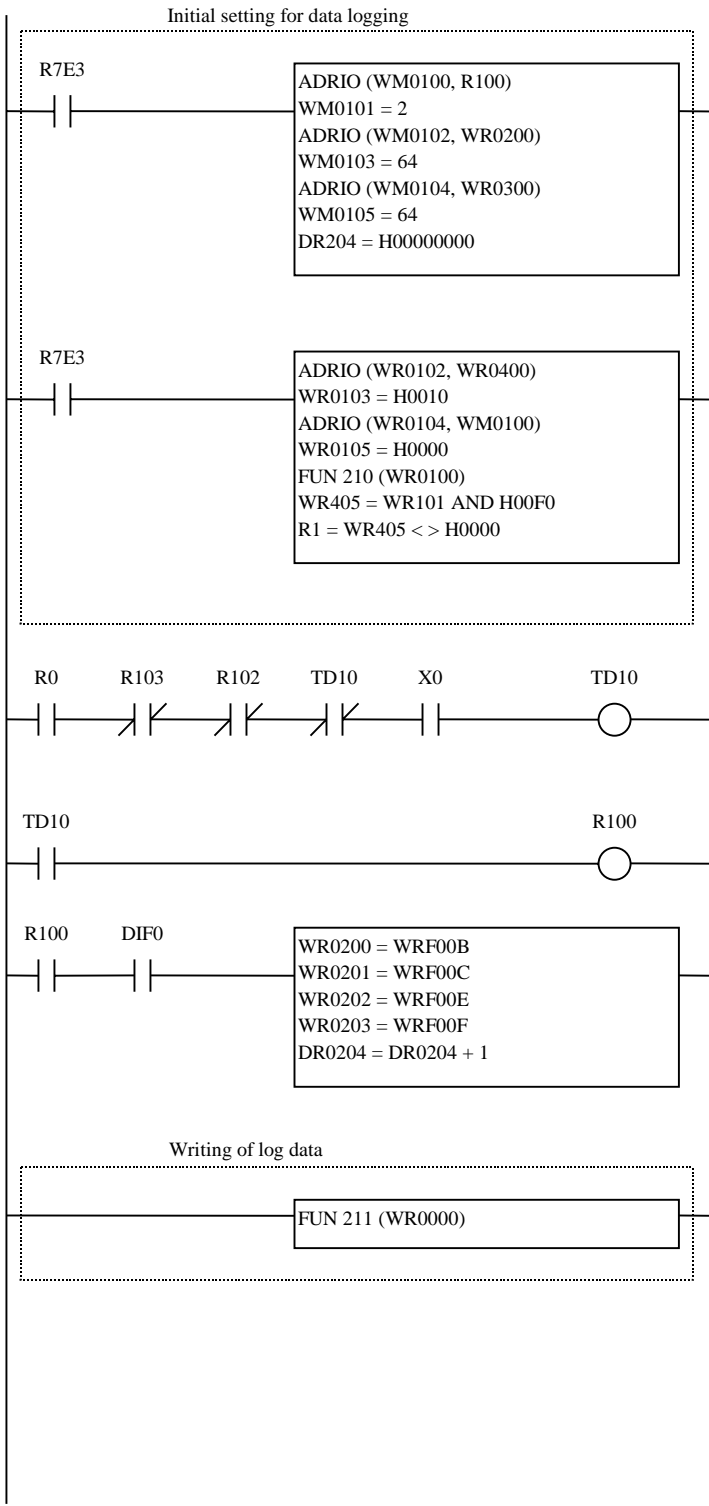 Initial setting for data logging
R7E3
ADRIO (WM0100, R100)
WM0101 = 2
ADRIO (WM0102, WR0200)
WM0103 = 64
ADRIO (WM0104, WR0300)
WM0105 = 64
DR204 = H00000000
R7E3
ADRIO (WR0102, WR0400)
WR0103 = H0010
ADRIO (WR0104, WM0100)
WR0105 = H0000
FUN 210 (WR0100)
WR405 = WR101 AND H00F0
R1 = WR405 < > H0000
R0 R103 R102 TD10 X0 TD10
TD10 R100
R100 DIF0
WR0200 = WRF00B
WR0201 = WRF00C
WR0202 = WRF00E
WR0203 = WRF00F
DR0204 = DR0204 + 1
Writing of log data
FUN 211 (WR0000)